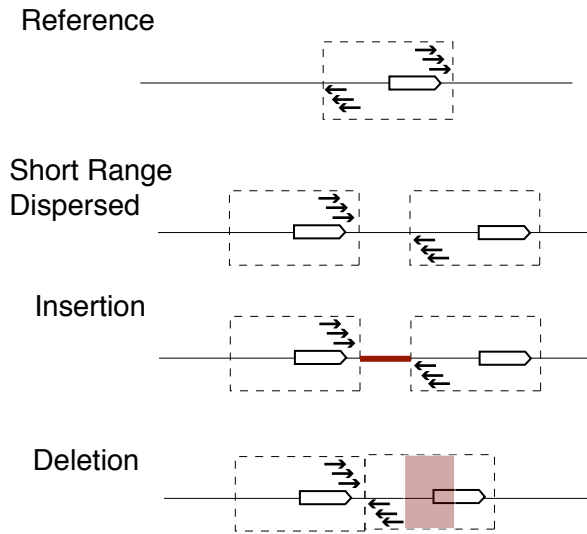 Reference
Short Range
Dispersed
Insertion
Deletion